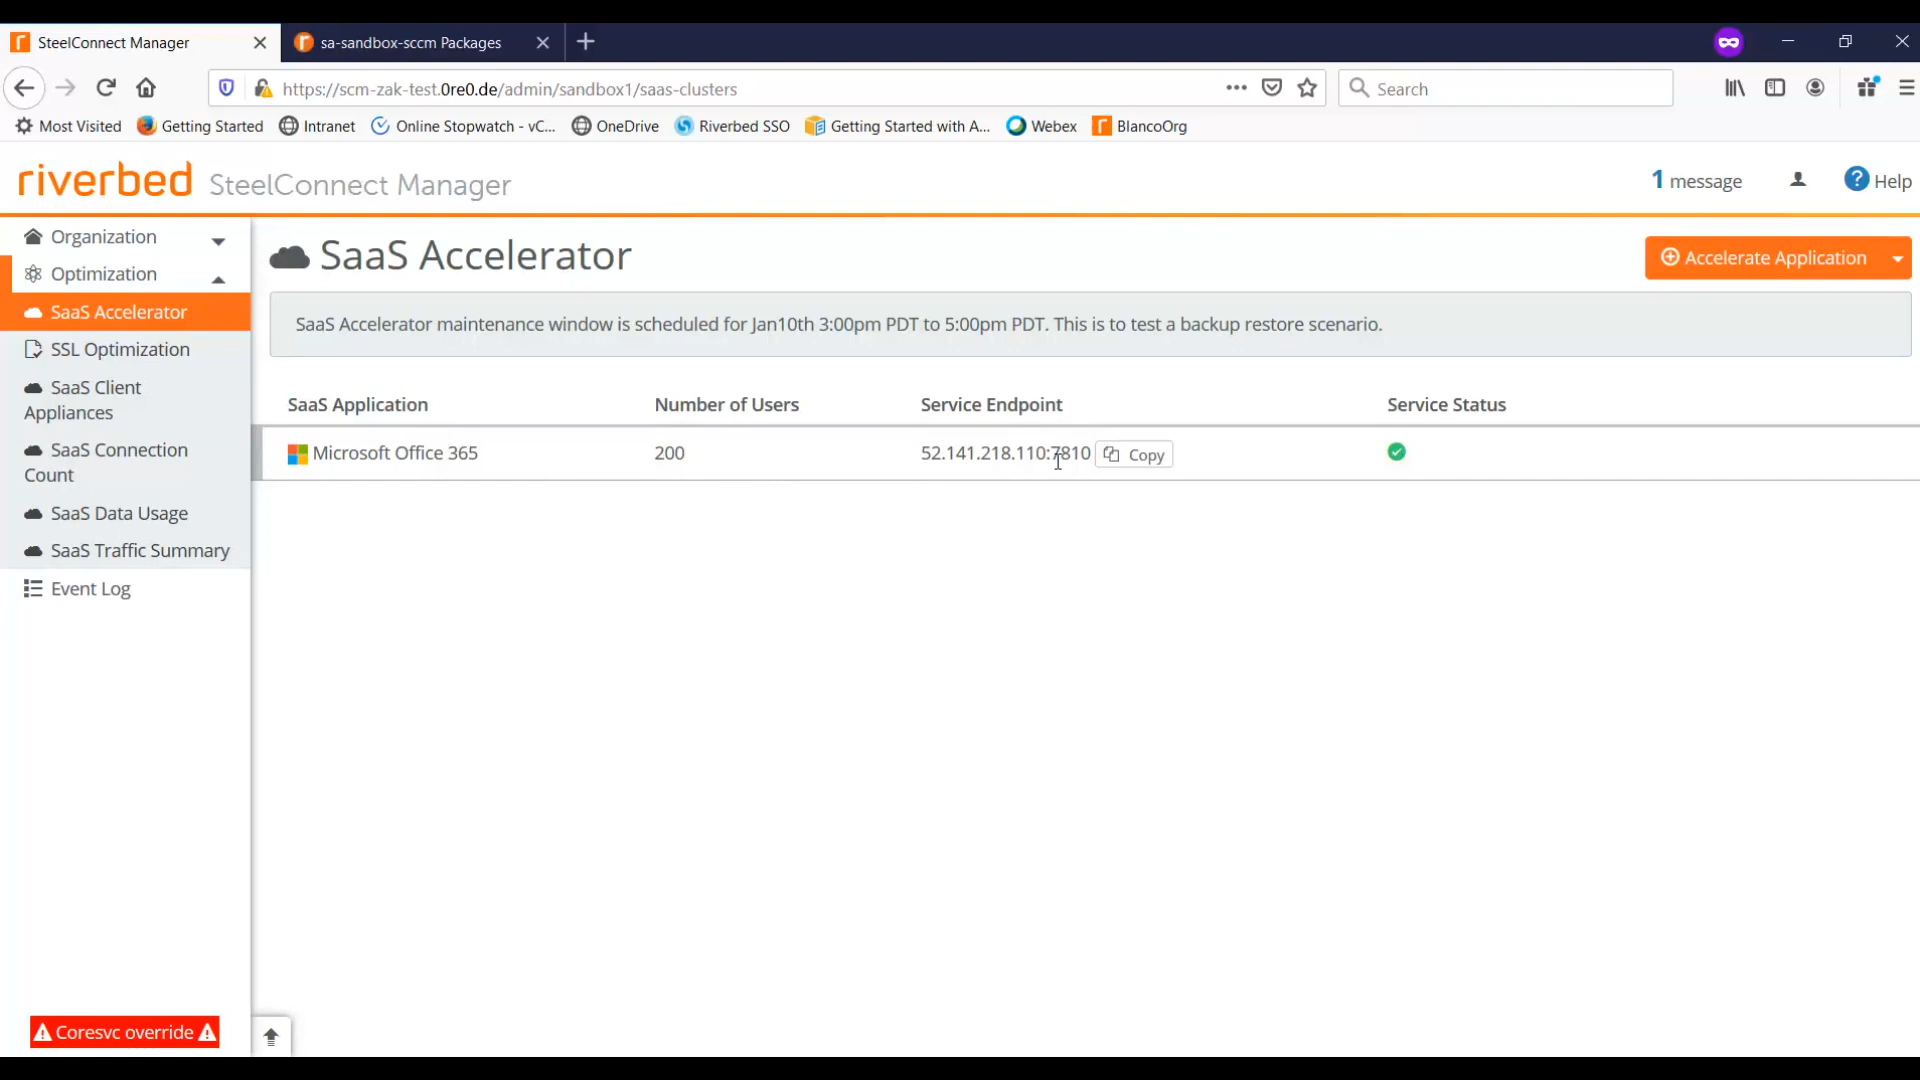 SteelConnect Manager
sa-sandbox-sccm Packages
https://scm-zak-test.0re0.de/admin/sandbox1/saas-clusters
Search
Most Visited
Getting Started
Intranet
Online Stopwatch - vC...
OneDrive
Riverbed SSO
Getting Started with A...
Webex
BlancoOrg
riverbed SteelConnect Manager
1 message
Help
Organization
Optimization
SaaS Accelerator
SSL Optimization
SaaS Client
Appliances
SaaS Connection
Count
SaaS Data Usage
SaaS Traffic Summary
Event Log
Coresvc override
SaaS Accelerator
Accelerate Application
SaaS Accelerator maintenance window is scheduled for Jan10th 3:00pm PDT to 5:00pm PDT. This is to test a backup restore scenario.
SaaS Application Number of Users Service Endpoint Service Status
Microsoft Office 365 200 52.141.218.110:7810 Copy